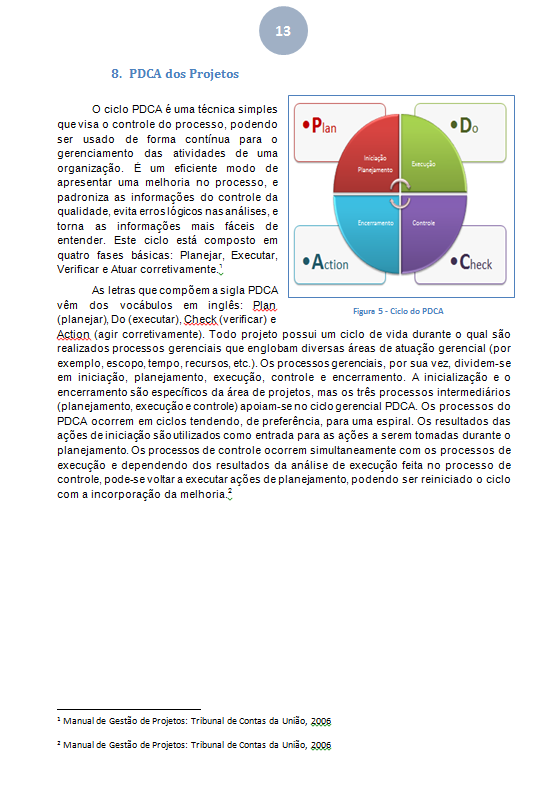 13
8. PDCA dos Projetos
O ciclo PDCA é uma técnica simples
que visa o controle do processo, podendo
ser usado de forma contínua para o
gerenciamento das atividades de uma
organização. É um eficiente modo de
apresentar uma melhoria no processo, e
padroniza as informações do controle da
qualidade, evita erros lógicos nas análises, e
torna as informações mais fáceis de
entender. Este ciclo está composto em
quatro fases básicas: Planejar, Executar,
Verificar e Atuar corretivamente.¹
•Plan
•Do
Iniciação
Planejamento
Execução
Encerramento
Controle
•Action
•Check
Figura 5 - Ciclo do PDCA
As letras que compõem a sigla PDCA
vêm dos vocábulos em inglês: Plan
(planejar), Do (executar), Check (verificar) e
Action (agir corretivamente). Todo projeto possui um ciclo de vida durante o qual são
realizados processos gerenciais que englobam diversas áreas de atuação gerencial (por
exemplo, escopo, tempo, recursos, etc.). Os processos gerenciais, por sua vez, dividem-se
em iniciação, planejamento, execução, controle e encerramento. A inicialização e o
encerramento são específicos da área de projetos, mas os três processos intermediários
(planejamento, execução e controle) apoiam-se no ciclo gerencial PDCA. Os processos do
PDCA ocorrem em ciclos tendendo, de preferência, para uma espiral. Os resultados das
ações de iniciação são utilizados como entrada para as ações a serem tomadas durante o
planejamento. Os processos de controle ocorrem simultaneamente com os processos de
execução e dependendo dos resultados da análise de execução feita no processo de
controle, pode-se voltar a executar ações de planejamento, podendo ser reiniciado o ciclo
com a incorporação da melhoria.²
¹ Manual de Gestão de Projetos: Tribunal de Contas da União, 2006
² Manual de Gestão de Projetos: Tribunal de Contas da União, 2006